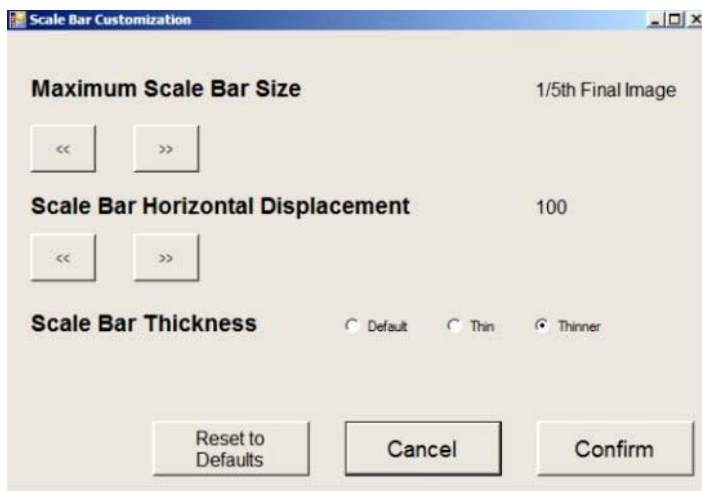 Scale Bar Customization
Maximum Scale Bar Size 1/5th Final Image
<< >>
Scale Bar Horizontal Displacement 100
<< >>
Scale Bar Thickness Default Thin Thinner
Reset to
Defaults
Cancel Confirm